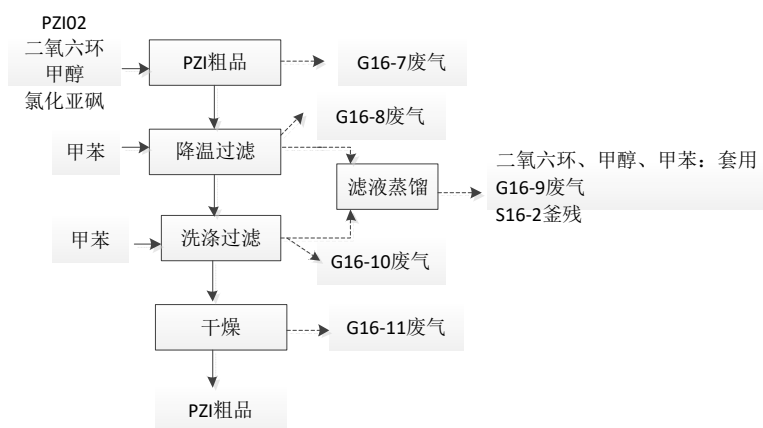 PZI02
二氧六环
甲醇
氯化亚砜
PZI粗品
G16-7废气
G16-8废气
甲苯
降温过滤
滤液蒸馏
二氧六环、甲醇、甲苯：套用
G16-9废气
S16-2釜残
甲苯
洗涤过滤
G16-10废气
干燥
G16-11废气
PZI粗品